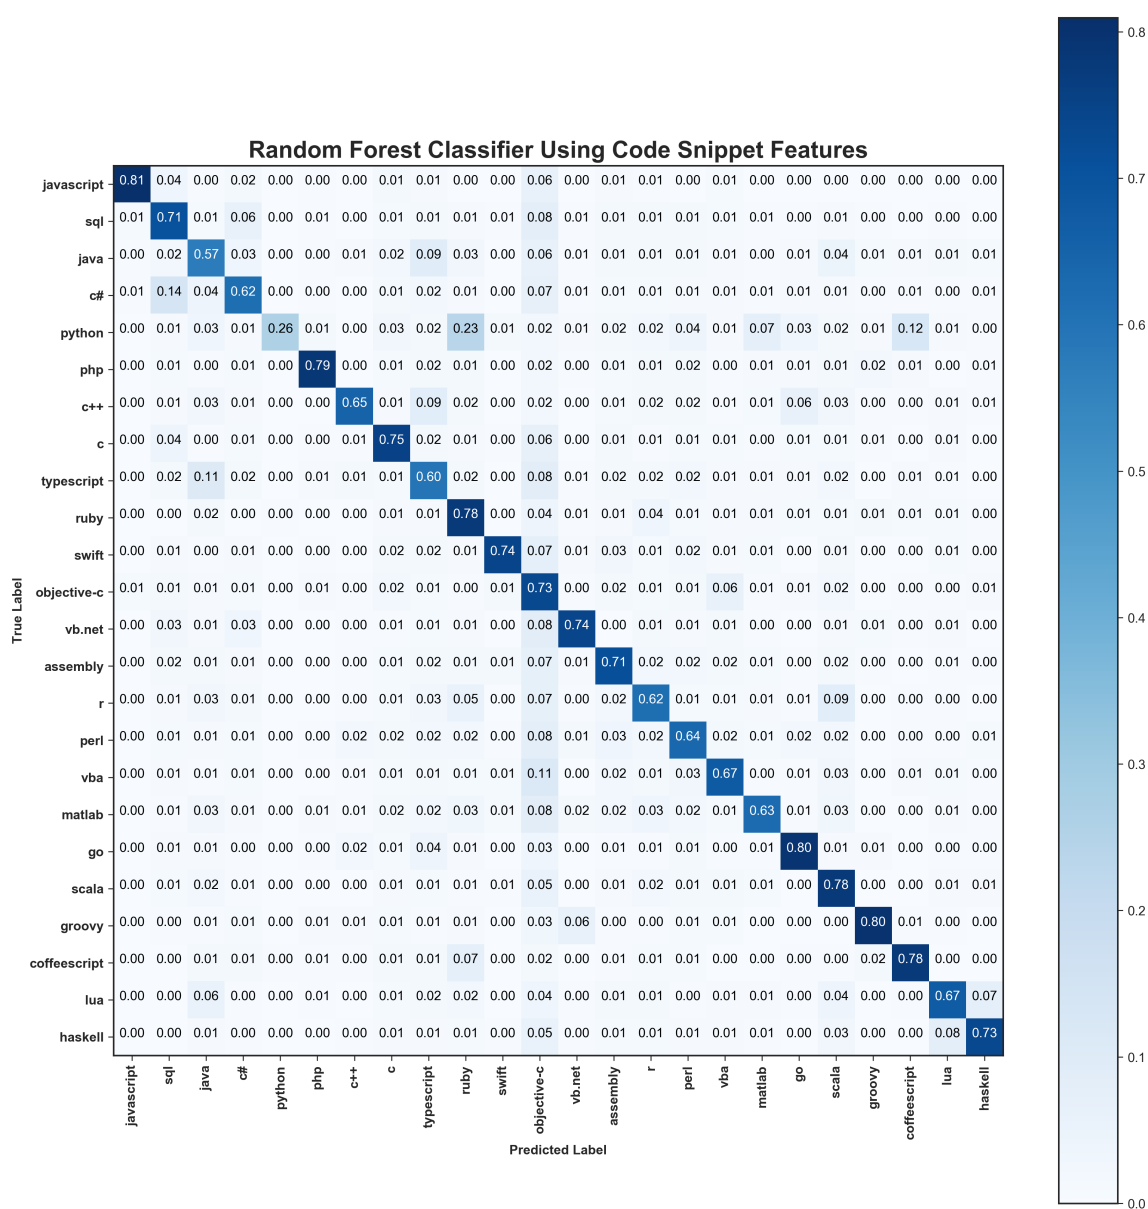 Random Forest Classifier Using Code Snippet Features
javascript 0.81 0.04 0.00 0.02 0.00 0.00 0.00 0.01 0.01 0.00 0.00 0.06 0.00 0.01 0.01 0.00 0.01 0.00 0.00 0.00 0.00 0.00 0.00 0.00
sql 0.01 0.71 0.01 0.06 0.00 0.01 0.00 0.01 0.01 0.01 0.01 0.08 0.01 0.01 0.01 0.01 0.01 0.01 0.00 0.01 0.00 0.00 0.00 0.00
java 0.00 0.02 0.57 0.03 0.00 0.00 0.01 0.02 0.09 0.03 0.00 0.06 0.01 0.01 0.01 0.01 0.00 0.01 0.01 0.04 0.00 0.01 0.01 0.01
c# 0.01 0.14 0.04 0.62 0.00 0.00 0.00 0.01 0.02 0.01 0.00 0.07 0.01 0.01 0.01 0.01 0.01 0.01 0.00 0.01 0.00 0.01 0.00 0.01
python 0.00 0.01 0.03 0.01 0.26 0.01 0.00 0.03 0.02 0.23 0.01 0.02 0.01 0.02 0.02 0.04 0.01 0.07 0.03 0.02 0.01 0.12 0.01 0.00
php 0.00 0.01 0.00 0.01 0.00 0.79 0.00 0.01 0.02 0.01 0.00 0.02 0.00 0.01 0.01 0.02 0.00 0.01 0.01 0.01 0.02 0.01 0.00 0.01
c++ 0.00 0.01 0.03 0.01 0.00 0.00 0.65 0.01 0.09 0.02 0.00 0.02 0.00 0.01 0.02 0.02 0.01 0.01 0.06 0.03 0.00 0.00 0.01 0.01
c 0.00 0.04 0.00 0.01 0.00 0.00 0.01 0.75 0.02 0.01 0.00 0.06 0.00 0.01 0.01 0.01 0.01 0.00 0.01 0.01 0.00 0.00 0.01 0.00
typescript 0.00 0.02 0.11 0.02 0.00 0.01 0.01 0.01 0.60 0.02 0.00 0.08 0.01 0.02 0.02 0.02 0.01 0.01 0.01 0.02 0.00 0.01 0.01 0.00
ruby 0.00 0.00 0.02 0.00 0.00 0.00 0.00 0.01 0.01 0.78 0.00 0.04 0.01 0.01 0.04 0.01 0.01 0.01 0.01 0.01 0.01 0.01 0.01 0.00
swift 0.00 0.01 0.00 0.01 0.00 0.00 0.00 0.02 0.02 0.01 0.74 0.07 0.01 0.03 0.01 0.02 0.01 0.00 0.01 0.01 0.00 0.00 0.01 0.00
objective-c 0.01 0.01 0.01 0.01 0.00 0.01 0.00 0.02 0.01 0.00 0.01 0.73 0.00 0.02 0.01 0.01 0.06 0.01 0.01 0.02 0.00 0.00 0.00 0.01
vb.net 0.00 0.03 0.01 0.03 0.00 0.01 0.00 0.01 0.01 0.01 0.00 0.08 0.74 0.00 0.01 0.01 0.01 0.00 0.00 0.01 0.00 0.00 0.01 0.00
assembly 0.00 0.02 0.01 0.01 0.00 0.00 0.00 0.01 0.02 0.01 0.01 0.07 0.01 0.71 0.02 0.02 0.02 0.01 0.00 0.02 0.00 0.00 0.01 0.00
r 0.00 0.01 0.03 0.01 0.00 0.00 0.00 0.01 0.03 0.05 0.00 0.07 0.00 0.02 0.62 0.01 0.01 0.01 0.01 0.09 0.00 0.00 0.00 0.00
perl 0.00 0.01 0.01 0.01 0.00 0.00 0.02 0.02 0.02 0.02 0.00 0.08 0.01 0.03 0.02 0.64 0.02 0.01 0.02 0.02 0.00 0.00 0.00 0.01
vba 0.00 0.01 0.01 0.01 0.00 0.00 0.01 0.01 0.01 0.01 0.01 0.11 0.00 0.02 0.01 0.03 0.67 0.00 0.01 0.03 0.00 0.01 0.00 0.00
matlab 0.00 0.01 0.03 0.01 0.00 0.01 0.01 0.02 0.02 0.03 0.01 0.08 0.02 0.02 0.03 0.02 0.01 0.63 0.01 0.03 0.00 0.00 0.01 0.00
go 0.00 0.01 0.01 0.00 0.00 0.00 0.02 0.01 0.04 0.01 0.00 0.03 0.00 0.01 0.01 0.01 0.00 0.01 0.80 0.01 0.01 0.00 0.00 0.00
scala 0.00 0.01 0.02 0.01 0.00 0.00 0.00 0.01 0.01 0.01 0.01 0.05 0.00 0.01 0.02 0.01 0.01 0.01 0.00 0.78 0.00 0.00 0.01 0.01
groovy 0.00 0.00 0.01 0.01 0.00 0.01 0.01 0.01 0.01 0.01 0.00 0.03 0.06 0.00 0.00 0.01 0.01 0.00 0.00 0.00 0.80 0.01 0.00 0.00
coffeescript 0.00 0.00 0.01 0.01 0.00 0.01 0.00 0.01 0.01 0.07 0.00 0.02 0.00 0.01 0.01 0.01 0.00 0.00 0.00 0.00 0.02 0.78 0.00 0.00
lua 0.00 0.00 0.06 0.00 0.00 0.01 0.00 0.01 0.02 0.02 0.00 0.04 0.00 0.01 0.01 0.01 0.00 0.01 0.00 0.04 0.00 0.00 0.67 0.07
haskell 0.00 0.00 0.01 0.00 0.00 0.00 0.00 0.01 0.01 0.01 0.00 0.05 0.00 0.01 0.01 0.01 0.01 0.01 0.00 0.03 0.00 0.00 0.08 0.73
javascript sql java c# python php c++ c typescript ruby swift objective-c vb.net assembly r perl vba matlab go scala groovy coffeescript lua haskell
Predicted Label
True Label
0.8
0.7
0.6
0.5
0.4
0.3
0.2
0.1
0.0